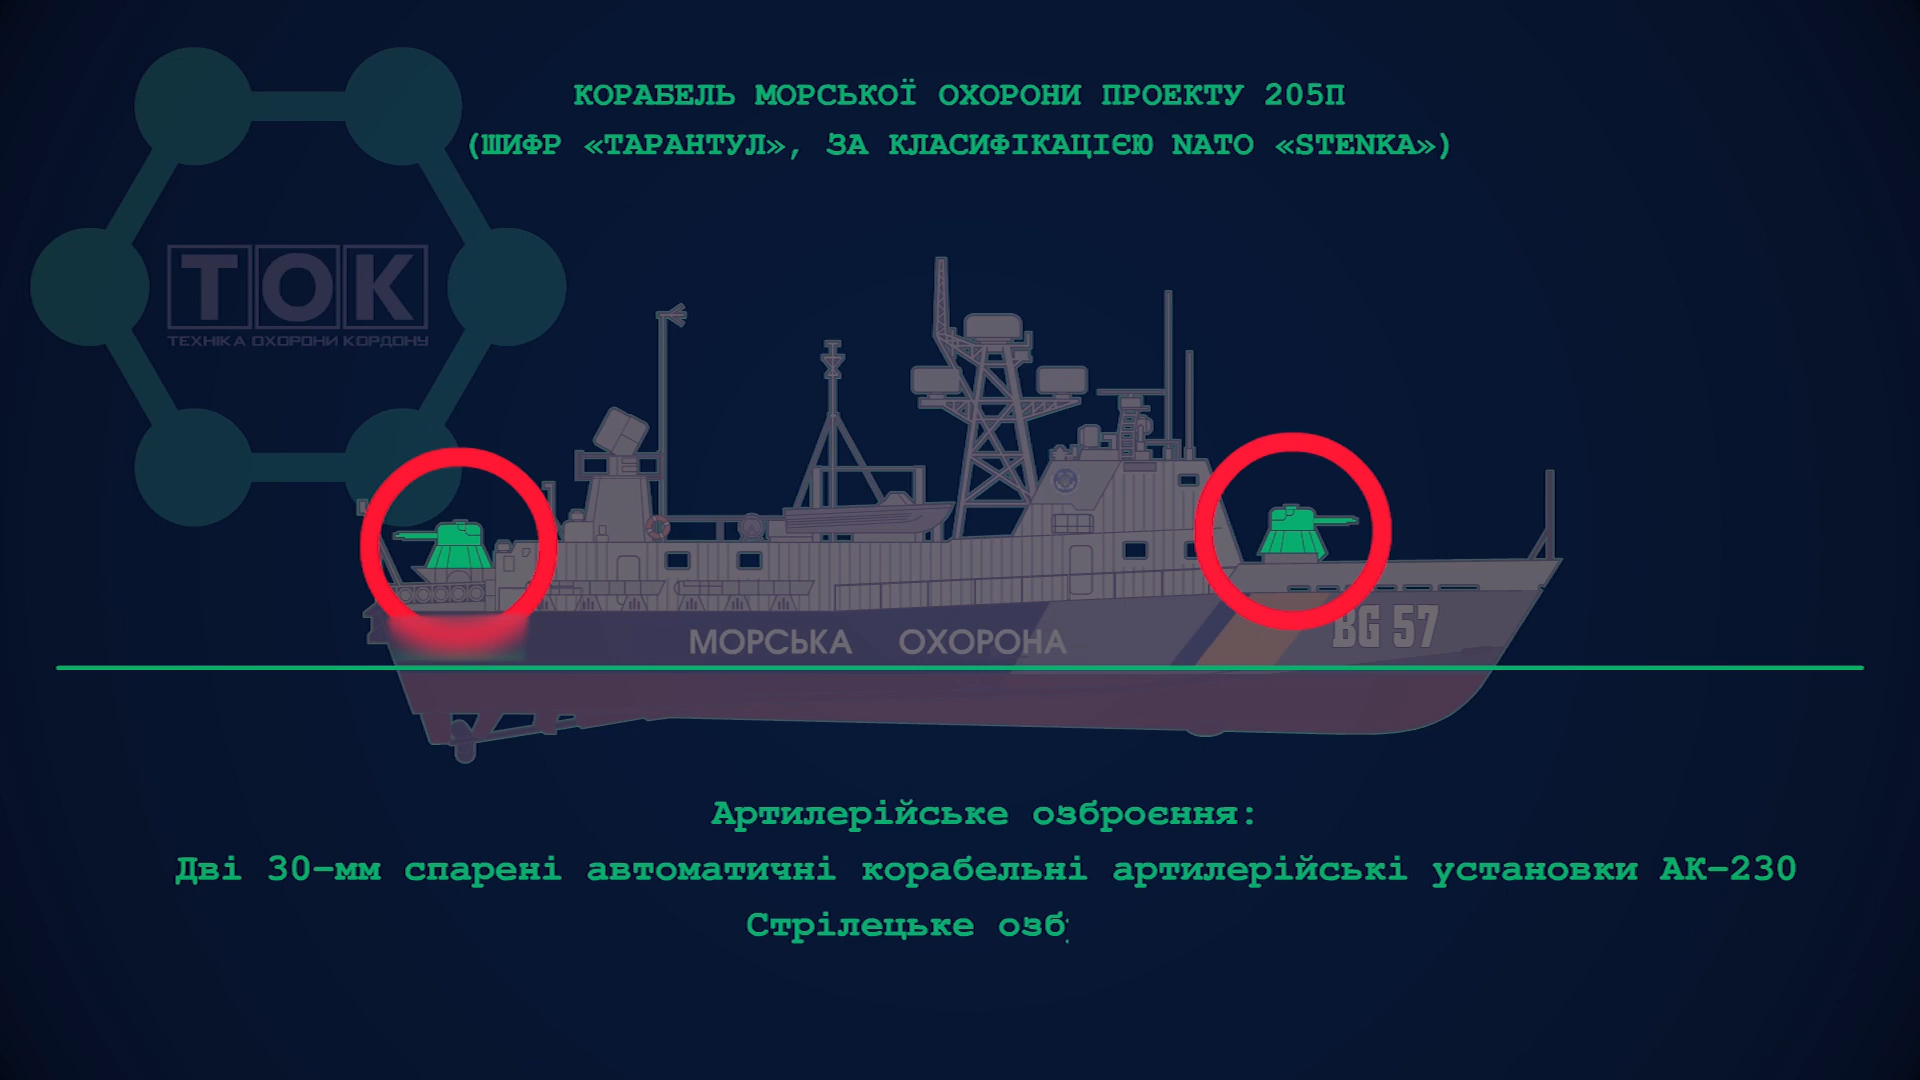 КОРАБЕЛЬ МОРСЬКОЇ ОХОРОНИ ПРОЕКТУ 205П
(ШИФР «ТАРАНТУЛ», ЗА КЛАСИФІКАЦІЄЮ NATO «STENKA»)
ТОК
ТЕХНІКА ОХОРОНИ КОРДОНУ
МОРСЬКА ОХОРОНА
BG 57
Артилерійське озброєння:
Дві 30-мм спарені автоматичні корабельні артилерійські установки АК-230
Стрілецьке озб